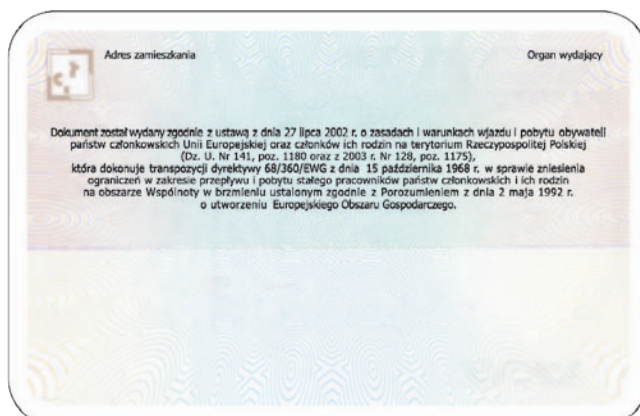 Adres zamieszkania
Organ wydający
Dokument został wydany zgodnie z ustawą z dnia 27 lipca 2002 r. o zasadach i warunkach wjazdu i pobytu obywateli
państw członkowskich Unii Europejskiej oraz członków ich rodzin na terytorium Rzeczypospolitej Polskiej
(Dz. U. Nr 141, poz. 1180 oraz z 2003 r. Nr 128, poz. 1175),
która dokonuje transpozycji dyrektywy 68/360/EWG z dnia 15 października 1968 r. w sprawie zniesienia
ograniczeń w zakresie przepływu i pobytu stałego pracowników państw członkowskich i ich rodzin
na obszarze Wspólnoty w brzmieniu ustalonym zgodnie z Porozumieniem z dnia 2 maja 1992 r.
o utworzeniu Europejskiego Obszaru Gospodarczego.